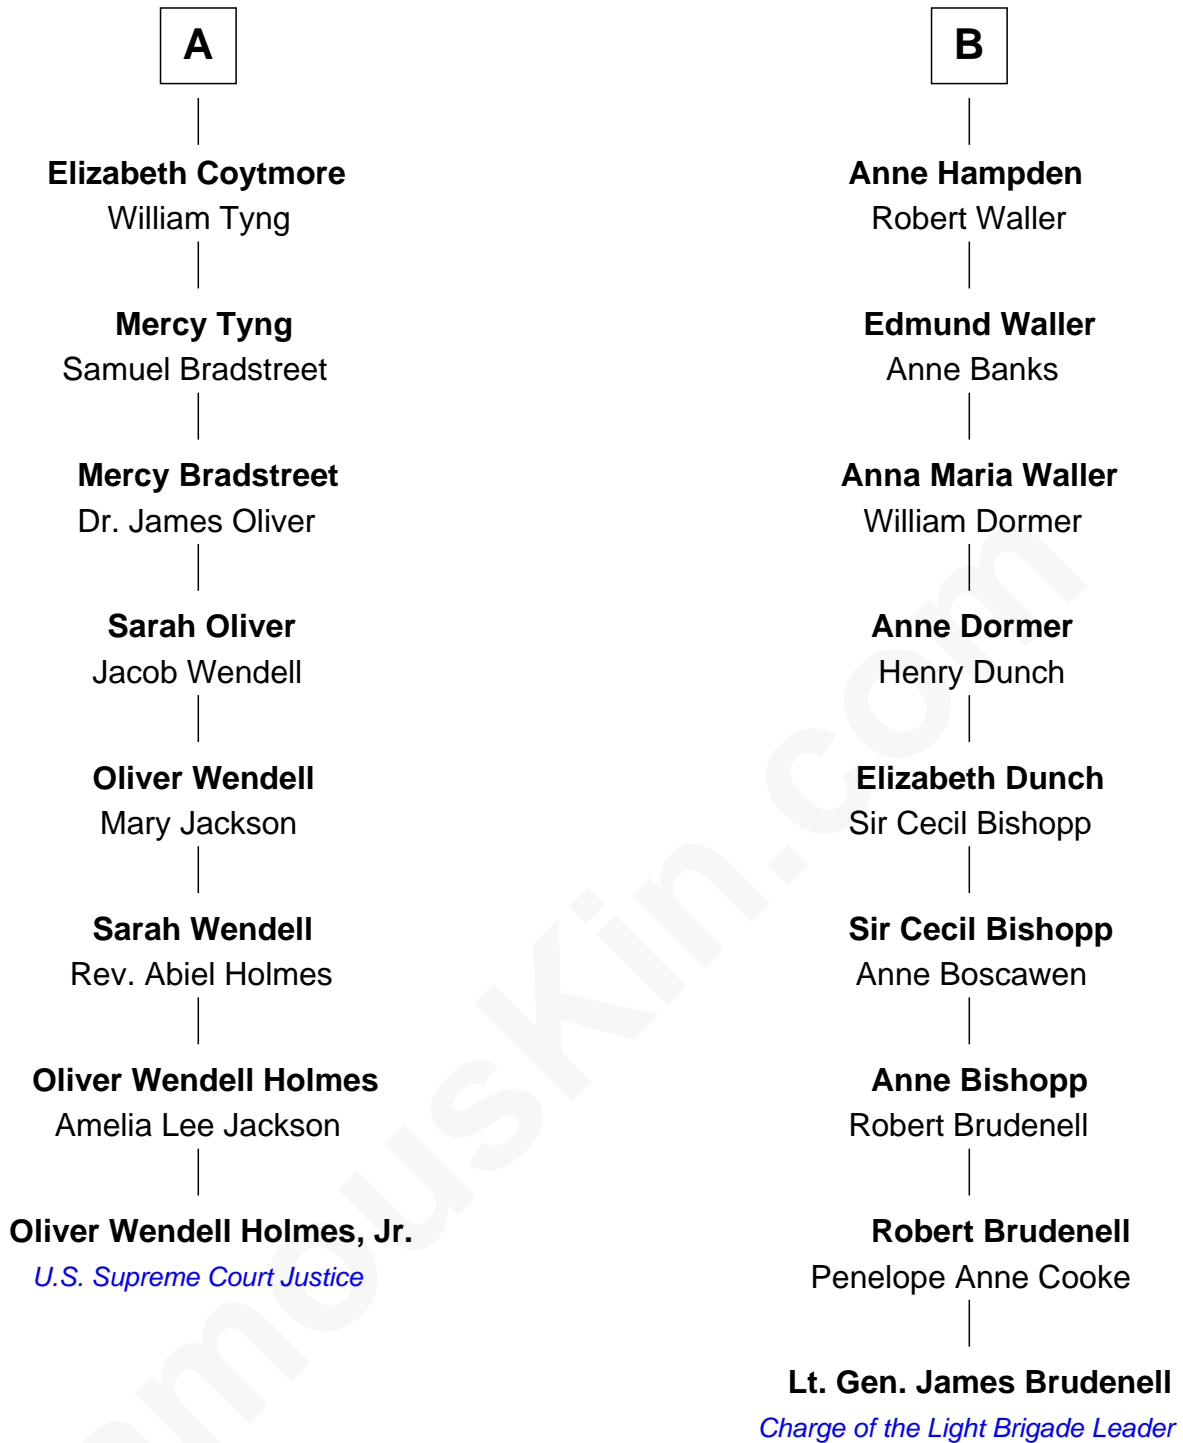 A
Elizabeth Coytmore
William Tyng
Mercy Tyng
Samuel Bradstreet
Mercy Bradstreet
Dr. James Oliver
Sarah Oliver
Jacob Wendell
Oliver Wendell
Mary Jackson
Sarah Wendell
Rev. Abiel Holmes
Oliver Wendell Holmes
Amelia Lee Jackson
Oliver Wendell Holmes, Jr.
U.S. Supreme Court Justice
B
Anne Hampden
Robert Waller
Edmund Waller
Anne Banks
Anna Maria Waller
William Dormer
Anne Dormer
Henry Dunch
Elizabeth Dunch
Sir Cecil Bishopp
Sir Cecil Bishopp
Anne Boscawen
Anne Bishopp
Robert Brudenell
Robert Brudenell
Penelope Anne Cooke
Lt. Gen. James Brudenell
Charge of the Light Brigade Leader
amouskin.com